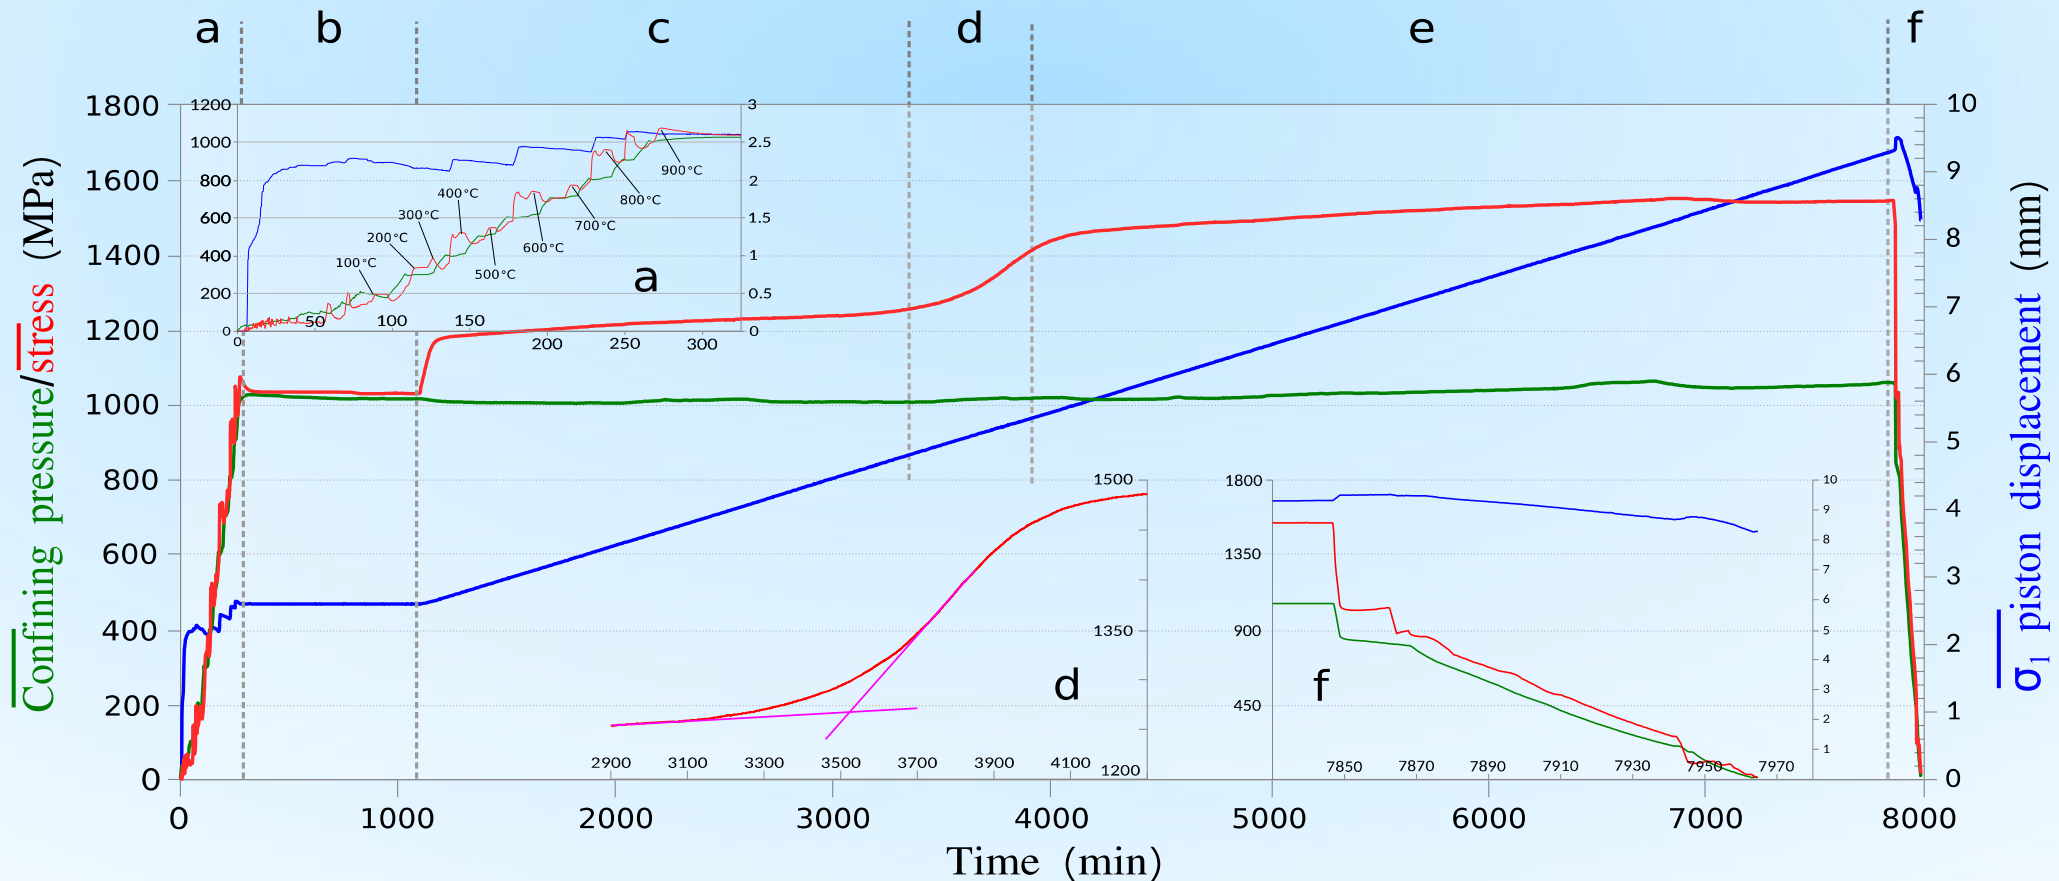 a b c d e f
1800
1600
1400
1200
1000
800
600
400
200
0
Confining pressure/stress (MPa)
0 1000 2000 3000 4000 5000 6000 7000 8000
Time (min)
10
9
8
7
6
5
4
3
2
1
0
σ1 piston displacement (mm)
1200
1000
800
600
400
200
0
3
2.5
2
1.5
1
0.5
0
0 50 100 150 200 250 300
100°C
200°C
300°C
400°C
500°C
600°C
700°C
800°C
900°C
a
1500
1350
1200
2900 3100 3300 3500 3700 3900 4100
d
1800
1350
900
450
10
9
8
7
6
5
4
3
2
1
7850 7870 7890 7910 7930 7950 7970
f